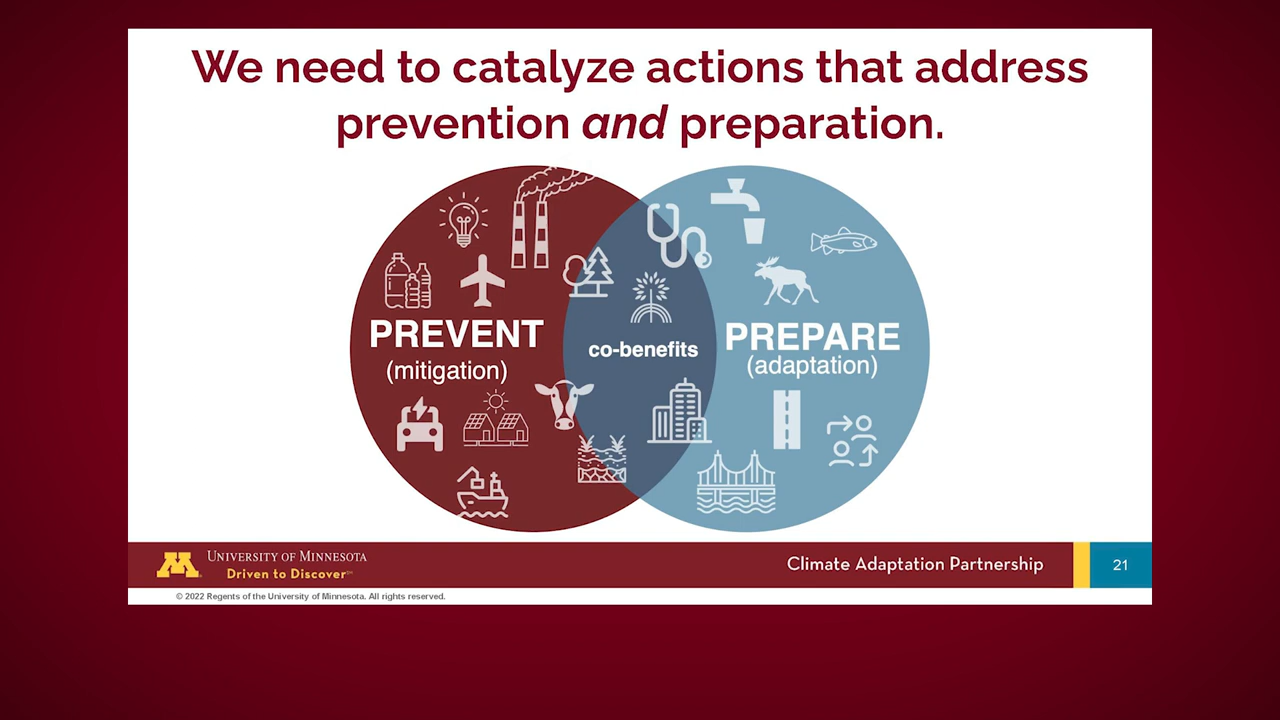 We need to catalyze actions that address
prevention and preparation.
PREVENT
(mitigation)
co-benefits
PREPARE
(adaptation)
M
UNIVERSITY OF MINNESOTA
Driven to Discover℠
Climate Adaptation Partnership
21
© 2022 Regents of the University of Minnesota. All rights reserved.